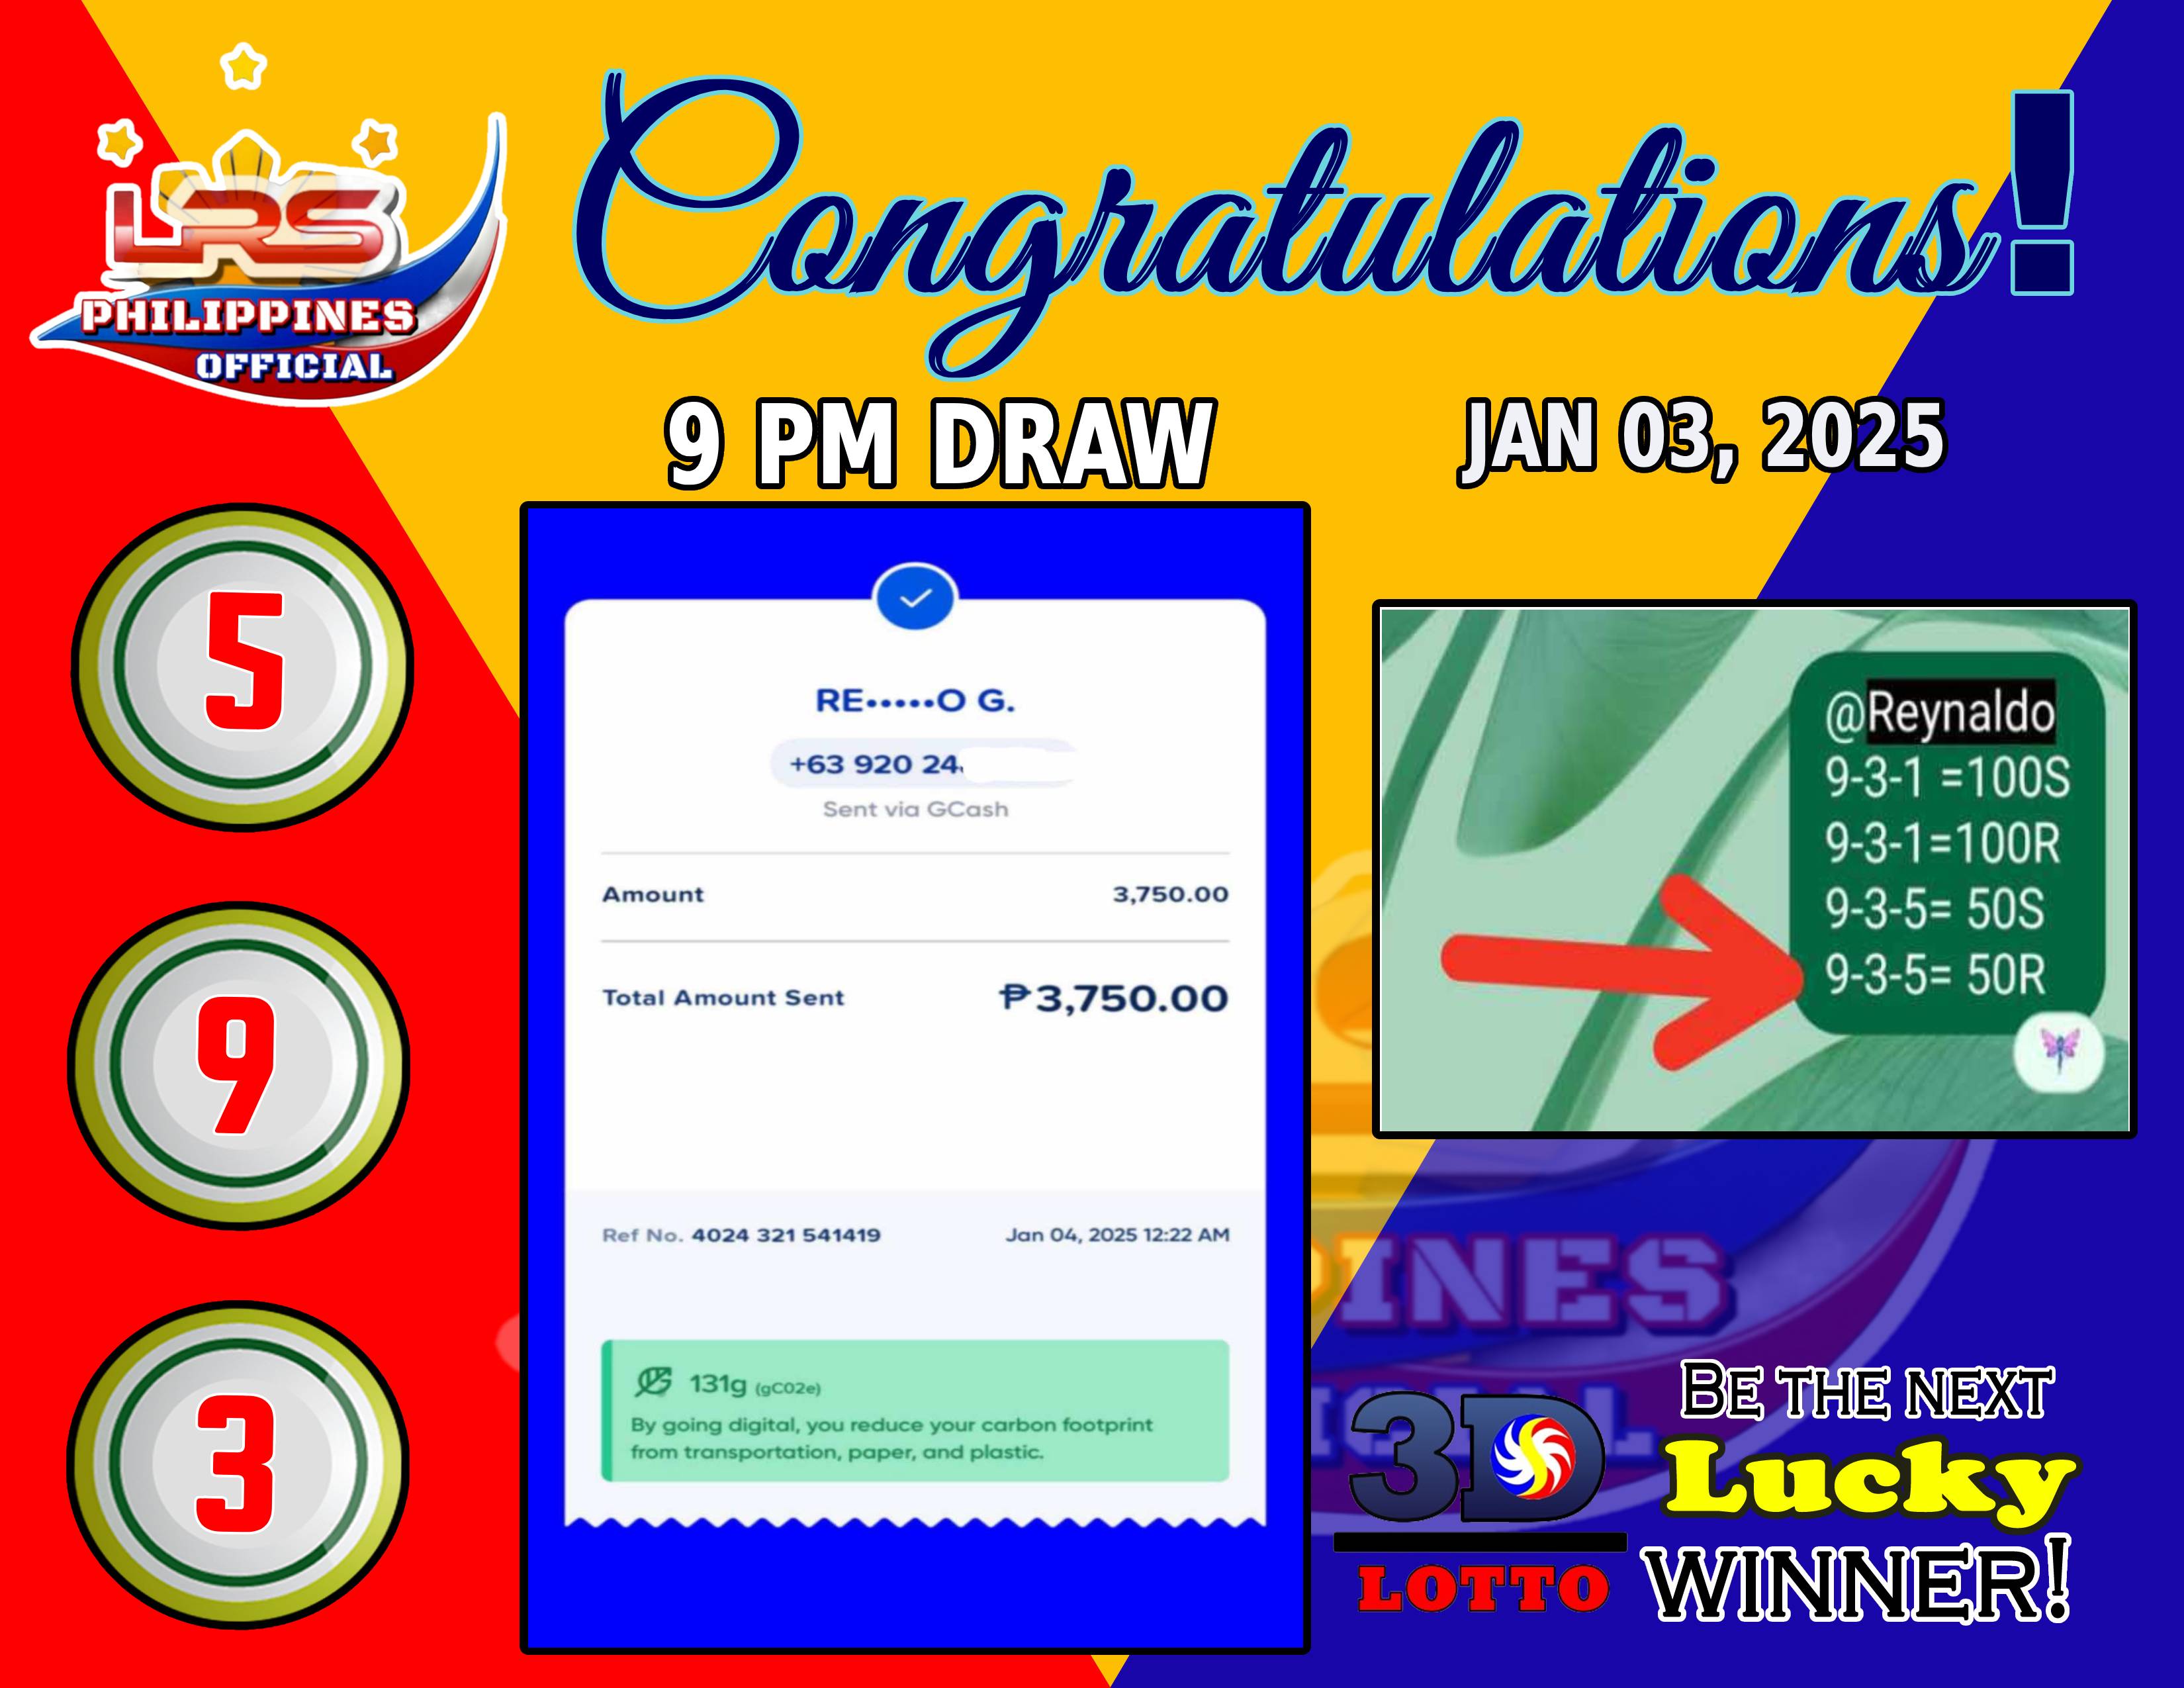 LRS
PHILIPPINES
OFFICIAL
Congratulations!
9 PM DRAW
JAN 03, 2025
5
9
3
RE•••••O G.
+63 920 24
Sent via GCash
Amount 3,750.00
Total Amount Sent ₱3,750.00
Ref No. 4024 321 541419 Jan 04, 2025 12:22 AM
131g (gC02e)
By going digital, you reduce your carbon footprint
from transportation, paper, and plastic.
@Reynaldo
9-3-1 =100S
9-3-1=100R
9-3-5= 50S
9-3-5= 50R
PINES
3D
LOTTO
BE THE NEXT
Lucky
WINNER!